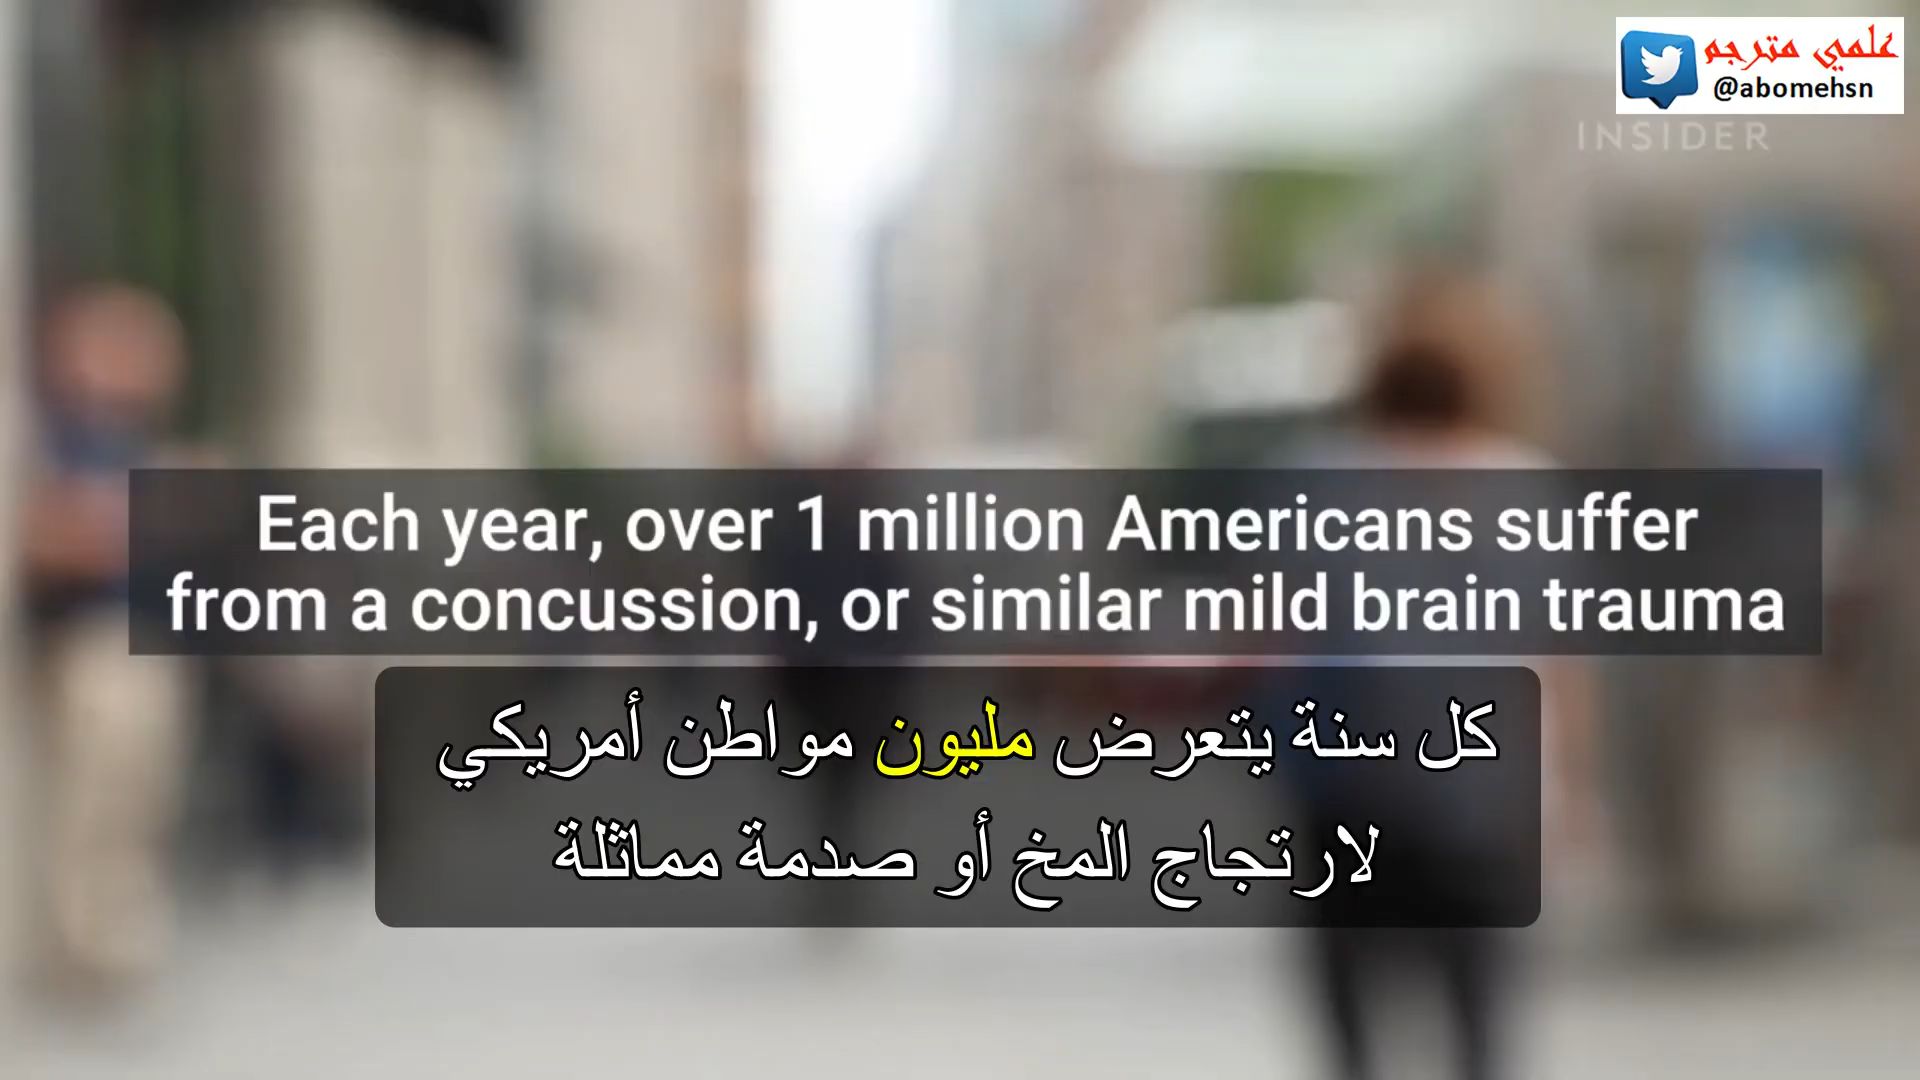 علمي مترجم
@abomehsn
INSIDER
Each year, over 1 million Americans suffer
from a concussion, or similar mild brain trauma
كل سنة يتعرض مليون مواطن أمريكي
لارتجاج المخ أو صدمة مماثلة